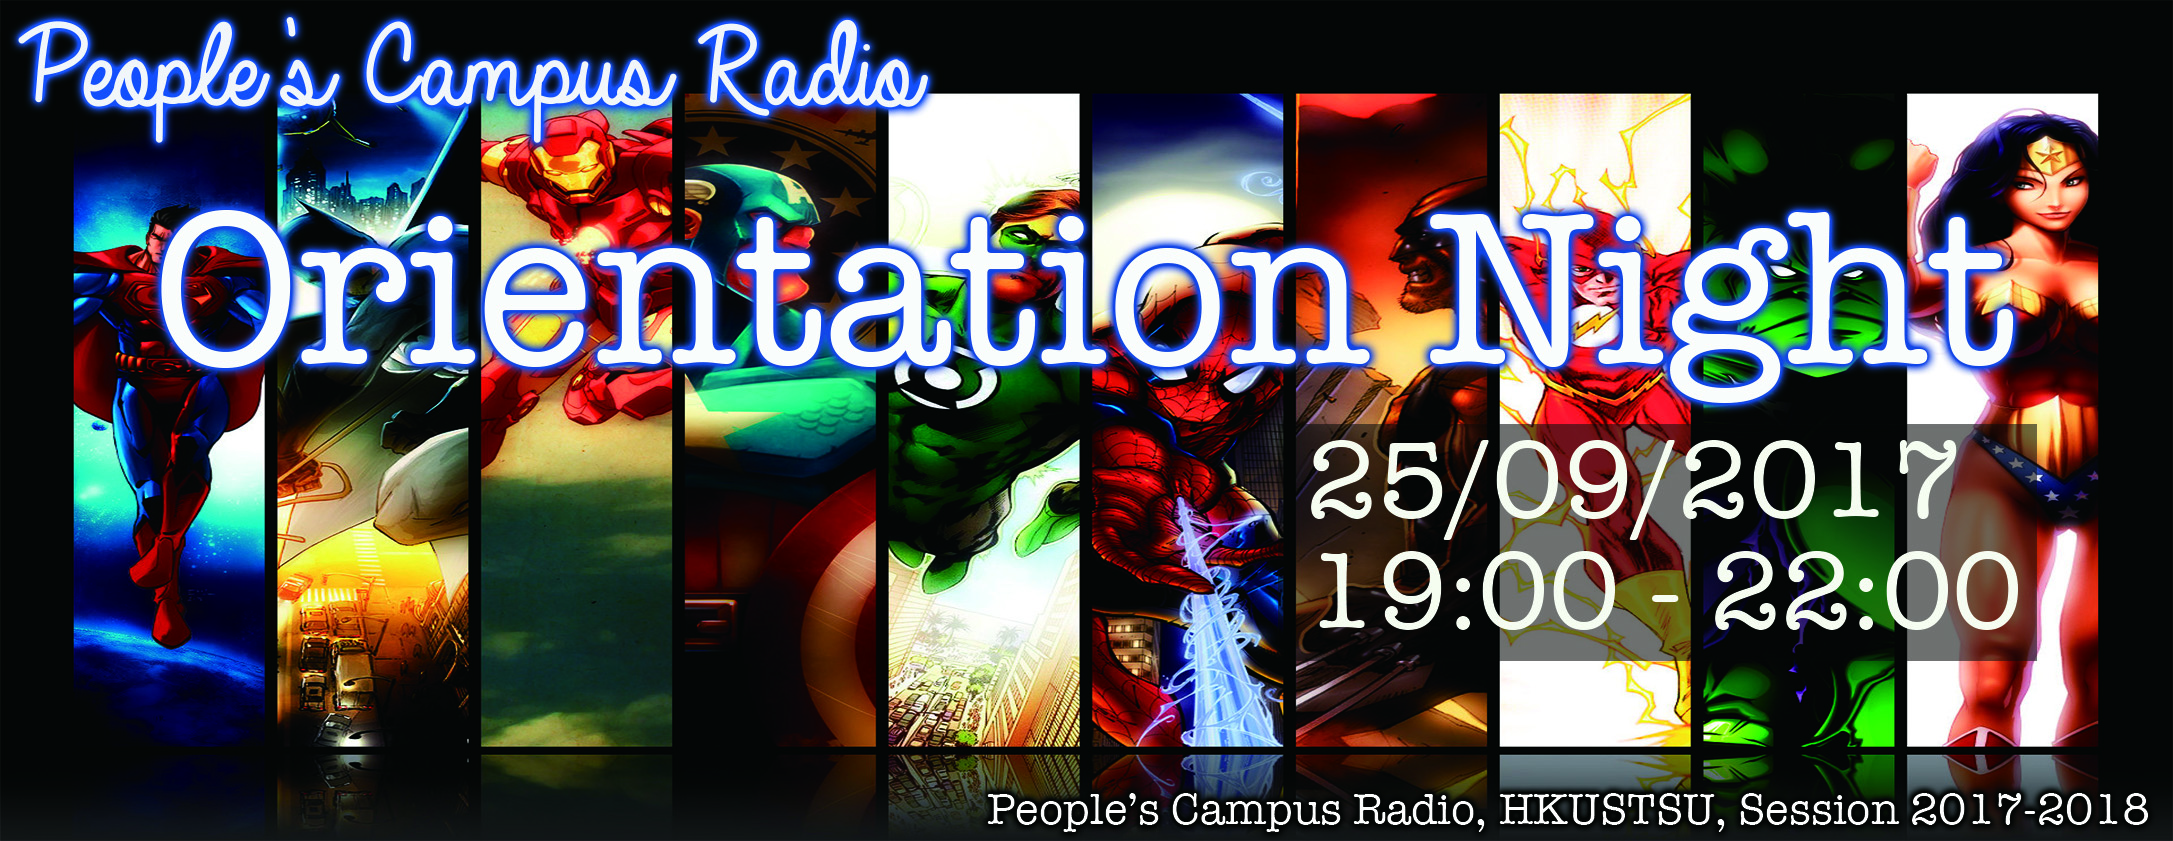 People's Campus Radio
Orientation Night
25/09/2017
19:00 - 22:00
People's Campus Radio, HKUSTSU, Session 2017-2018